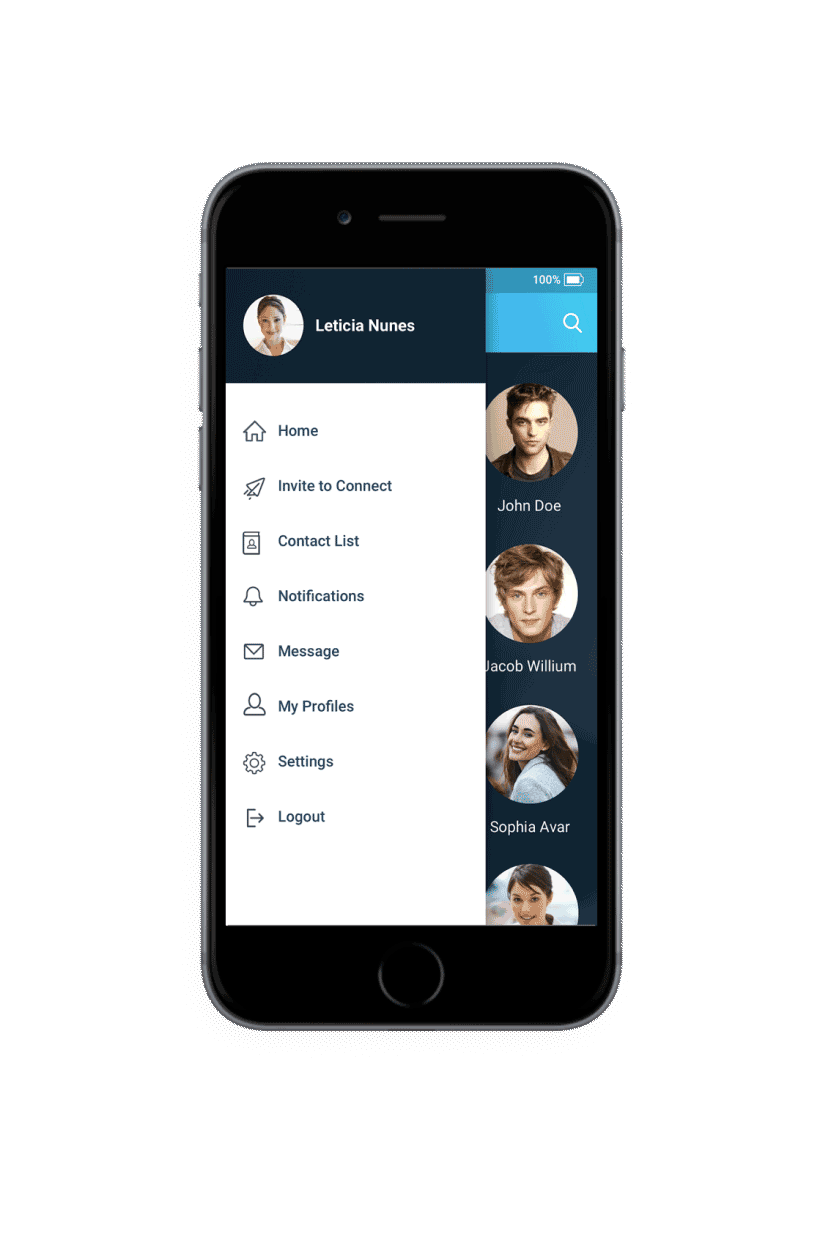 100%
Leticia Nunes
Home
Invite to Connect
Contact List
Notifications
Message
My Profiles
Settings
Logout
John Doe
Jacob Willium
Sophia Avar